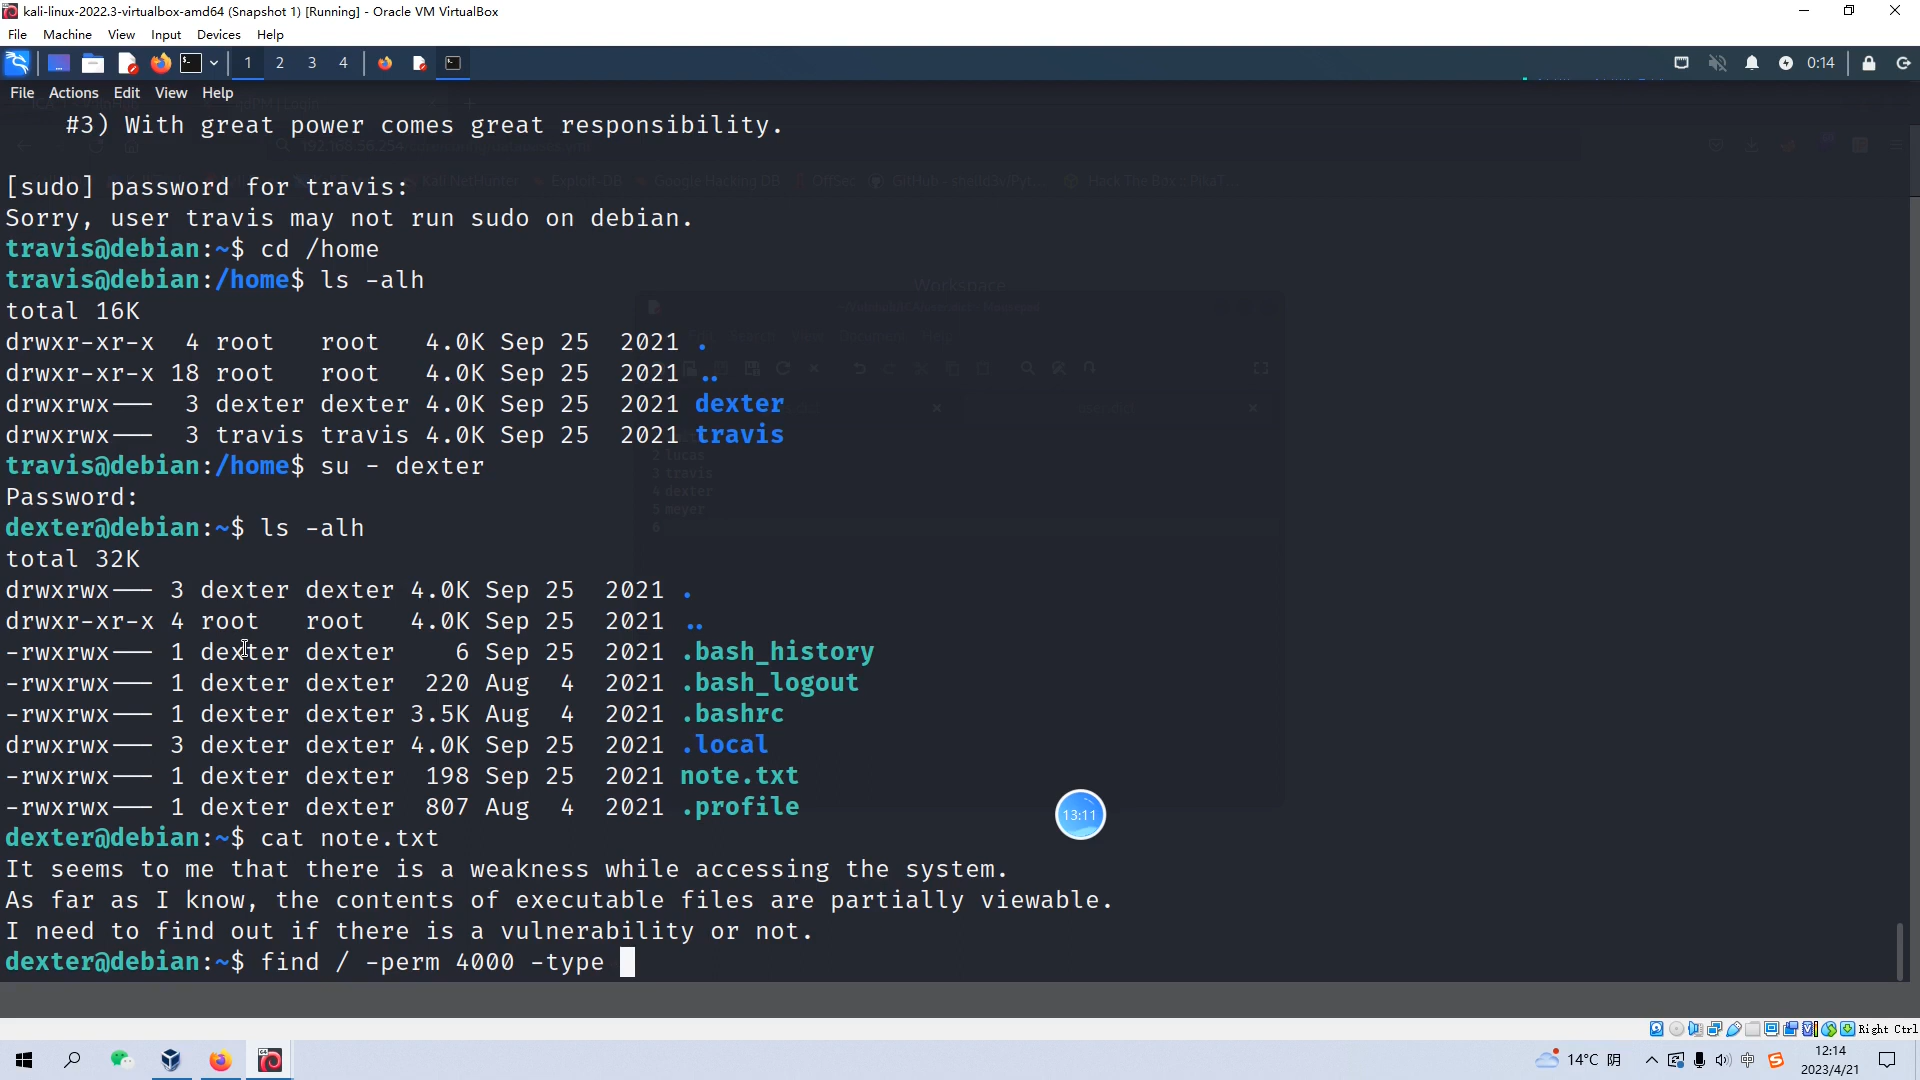 kali-linux-2022.3-virtualbox-amd64 (Snapshot 1) [Running] - Oracle VM VirtualBox
File Machine View Input Devices Help
1 2 3 4 0:14
File Actions Edit View Help
#3) With great power comes great responsibility.
[sudo] password for travis:
Sorry, user travis may not run sudo on debian.
travis@debian:~$ cd /home
travis@debian:/home$ ls -alh
total 16K
drwxr-xr-x 4 root root 4.0K Sep 25 2021 .
drwxr-xr-x 18 root root 4.0K Sep 25 2021 ..
drwxrwx--- 3 dexter dexter 4.0K Sep 25 2021 dexter
drwxrwx--- 3 travis travis 4.0K Sep 25 2021 travis
travis@debian:/home$ su - dexter
Password:
dexter@debian:~$ ls -alh
total 32K
drwxrwx--- 3 dexter dexter 4.0K Sep 25 2021 .
drwxr-xr-x 4 root root 4.0K Sep 25 2021 ..
-rwxrwx--- 1 dexter dexter 6 Sep 25 2021 .bash_history
-rwxrwx--- 1 dexter dexter 220 Aug 4 2021 .bash_logout
-rwxrwx--- 1 dexter dexter 3.5K Aug 4 2021 .bashrc
drwxrwx--- 3 dexter dexter 4.0K Sep 25 2021 .local
-rwxrwx--- 1 dexter dexter 198 Sep 25 2021 note.txt
-rwxrwx--- 1 dexter dexter 807 Aug 4 2021 .profile
13:11
dexter@debian:~$ cat note.txt
It seems to me that there is a weakness while accessing the system.
As far as I know, the contents of executable files are partially viewable.
I need to find out if there is a vulnerability or not.
dexter@debian:~$ find / -perm 4000 -type
Workspace
2 lucas
3 travis
4 dexter
5 meyer
6
Right Ctrl
14°C 阴
中
12:14
2023/4/21